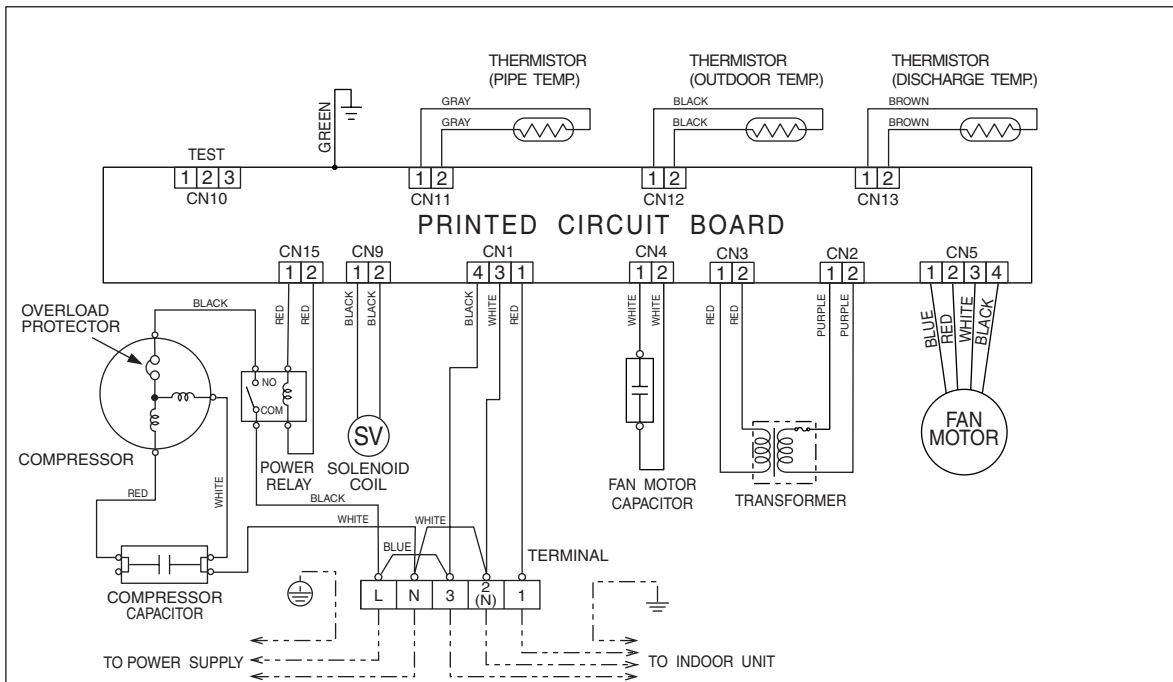 THERMISTOR
(PIPE TEMP.)
THERMISTOR
(OUTDOOR TEMP.)
THERMISTOR
(DISCHARGE TEMP.)
GRAY
GRAY
BLACK
BLACK
BROWN
BROWN
GREEN
TEST
1 2 3
CN10
1 2
CN11
1 2
CN12
1 2
CN13
PRINTED CIRCUIT BOARD
CN15
1 2
CN9
1 2
CN1
4 3 1
CN4
1 2
CN3
1 2
CN2
1 2
CN5
1 2 3 4
RED
RED
BLACK
BLACK
BLACK
WHITE
RED
WHITE
WHITE
RED
RED
PURPLE
PURPLE
BLUE
RED
WHITE
BLACK
OVERLOAD
PROTECTOR
BLACK
NO
COM
COMPRESSOR
POWER
RELAY
SV
SOLENOID
COIL
FAN MOTOR
CAPACITOR
TRANSFORMER
FAN
MOTOR
RED
WHITE
BLACK
WHITE
WHITE
BLUE
TERMINAL
COMPRESSOR
CAPACITOR
L N 3 2 (N) 1
TO POWER SUPPLY
TO INDOOR UNIT